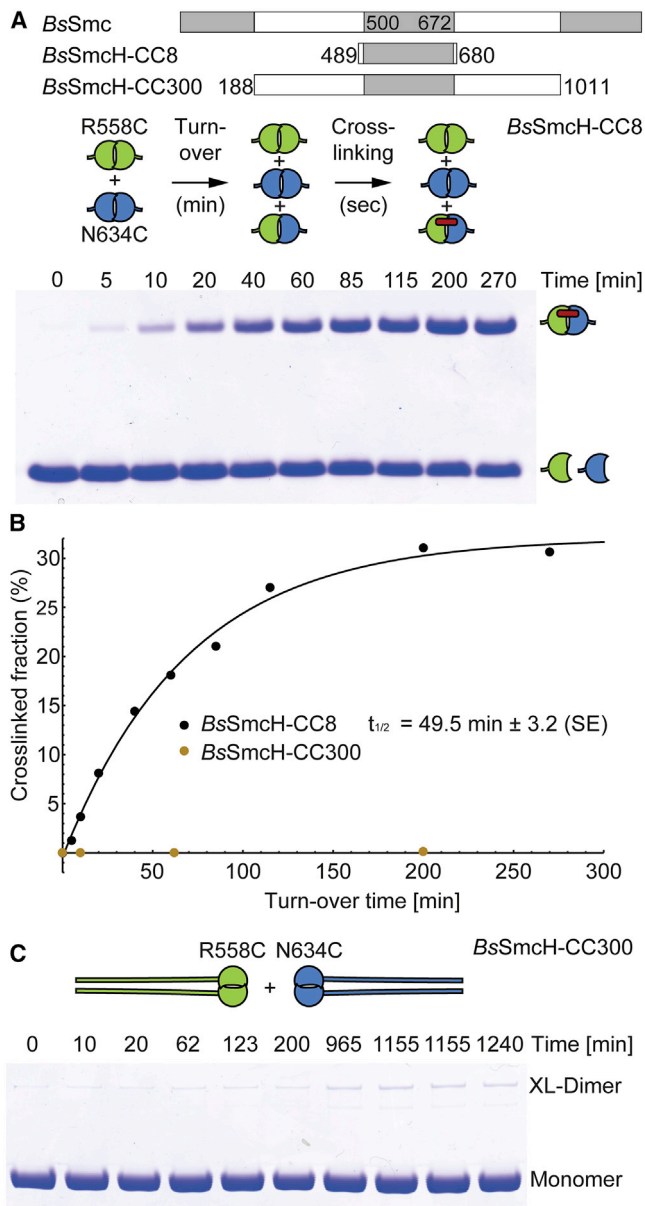 A
BsSmc 500 672
BsSmcH-CC8 489 680
BsSmcH-CC300 188 1011
R558C Turn- Cross- BsSmcH-CC8
over linking
+ + +
(min) (sec)
N634C + +
0 5 10 20 40 60 85 115 200 270 Time [min]
B
Crosslinked fraction (%)
30
25
20
15
10
5
BsSmcH-CC8 t1/2 = 49.5 min ± 3.2 (SE)
BsSmcH-CC300
50 100 150 200 250 300
Turn-over time [min]
C
R558C N634C BsSmcH-CC300
+
0 10 20 62 123 200 965 1155 1155 1240 Time [min]
XL-Dimer
Monomer